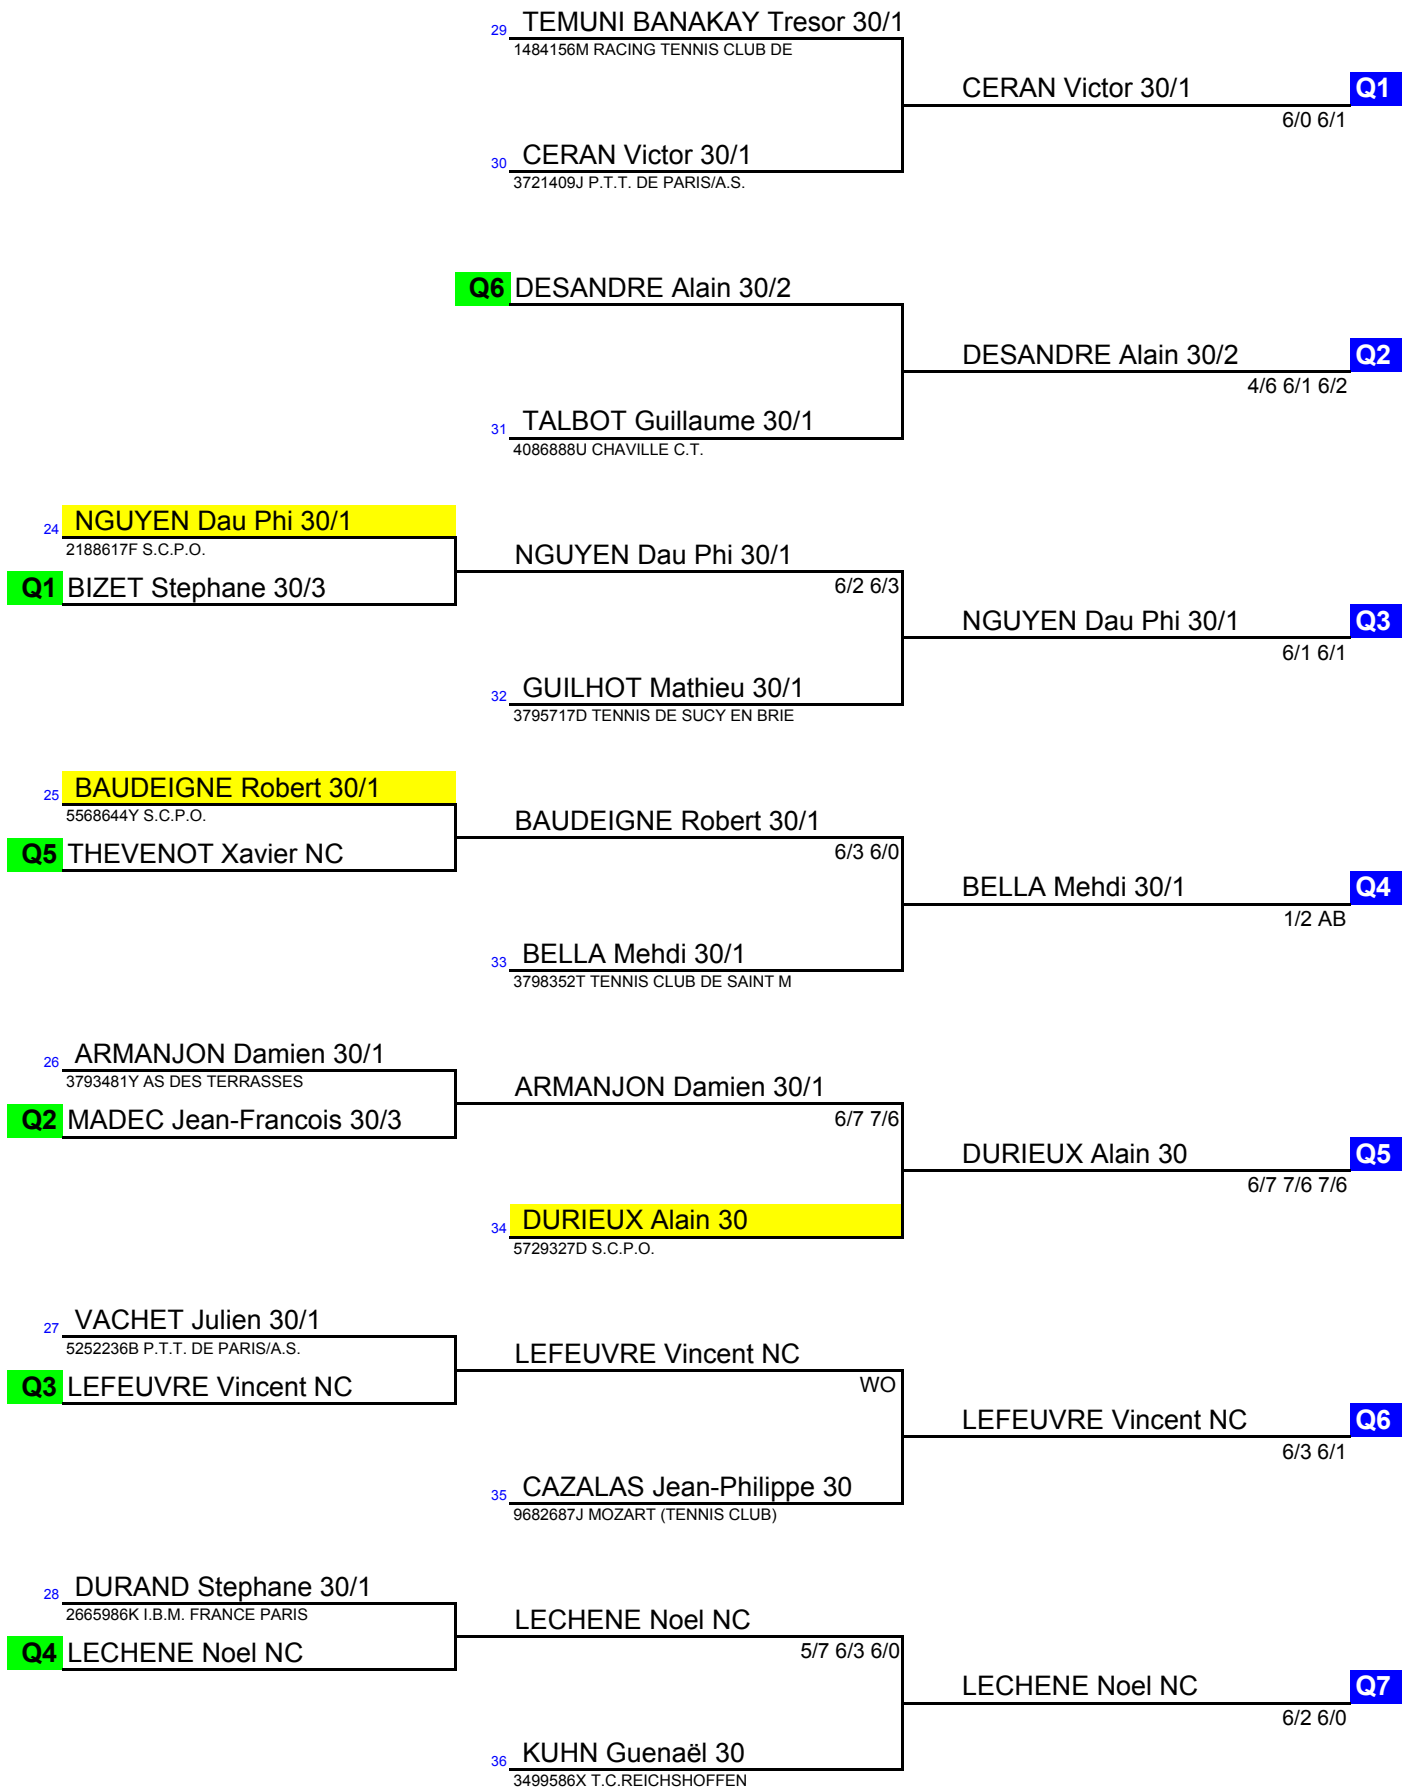 29 TEMUNI BANAKAY Tresor 30/1
1484156M RACING TENNIS CLUB DE
CERAN Victor 30/1 Q1
6/0 6/1
30 CERAN Victor 30/1
3721409J P.T.T. DE PARIS/A.S.
Q6 DESANDRE Alain 30/2
DESANDRE Alain 30/2 Q2
4/6 6/1 6/2
31 TALBOT Guillaume 30/1
4086888U CHAVILLE C.T.
24 NGUYEN Dau Phi 30/1
2188617F S.C.P.O.
NGUYEN Dau Phi 30/1
Q1 BIZET Stephane 30/3
6/2 6/3
NGUYEN Dau Phi 30/1 Q3
6/1 6/1
32 GUILHOT Mathieu 30/1
3795717D TENNIS DE SUCY EN BRIE
25 BAUDEIGNE Robert 30/1
5568644Y S.C.P.O.
BAUDEIGNE Robert 30/1
Q5 THEVENOT Xavier NC
6/3 6/0
BELLA Mehdi 30/1 Q4
1/2 AB
33 BELLA Mehdi 30/1
3798352T TENNIS CLUB DE SAINT M
26 ARMANJON Damien 30/1
3793481Y AS DES TERRASSES
ARMANJON Damien 30/1
Q2 MADEC Jean-Francois 30/3
6/7 7/6
DURIEUX Alain 30 Q5
6/7 7/6 7/6
34 DURIEUX Alain 30
5729327D S.C.P.O.
27 VACHET Julien 30/1
5252236B P.T.T. DE PARIS/A.S.
LEFEUVRE Vincent NC
Q3 LEFEUVRE Vincent NC
WO
LEFEUVRE Vincent NC Q6
6/3 6/1
35 CAZALAS Jean-Philippe 30
9682687J MOZART (TENNIS CLUB)
28 DURAND Stephane 30/1
2665986K I.B.M. FRANCE PARIS
LECHENE Noel NC
Q4 LECHENE Noel NC
5/7 6/3 6/0
LECHENE Noel NC Q7
6/2 6/0
36 KUHN Guenaël 30
3499586X T.C.REICHSHOFFEN